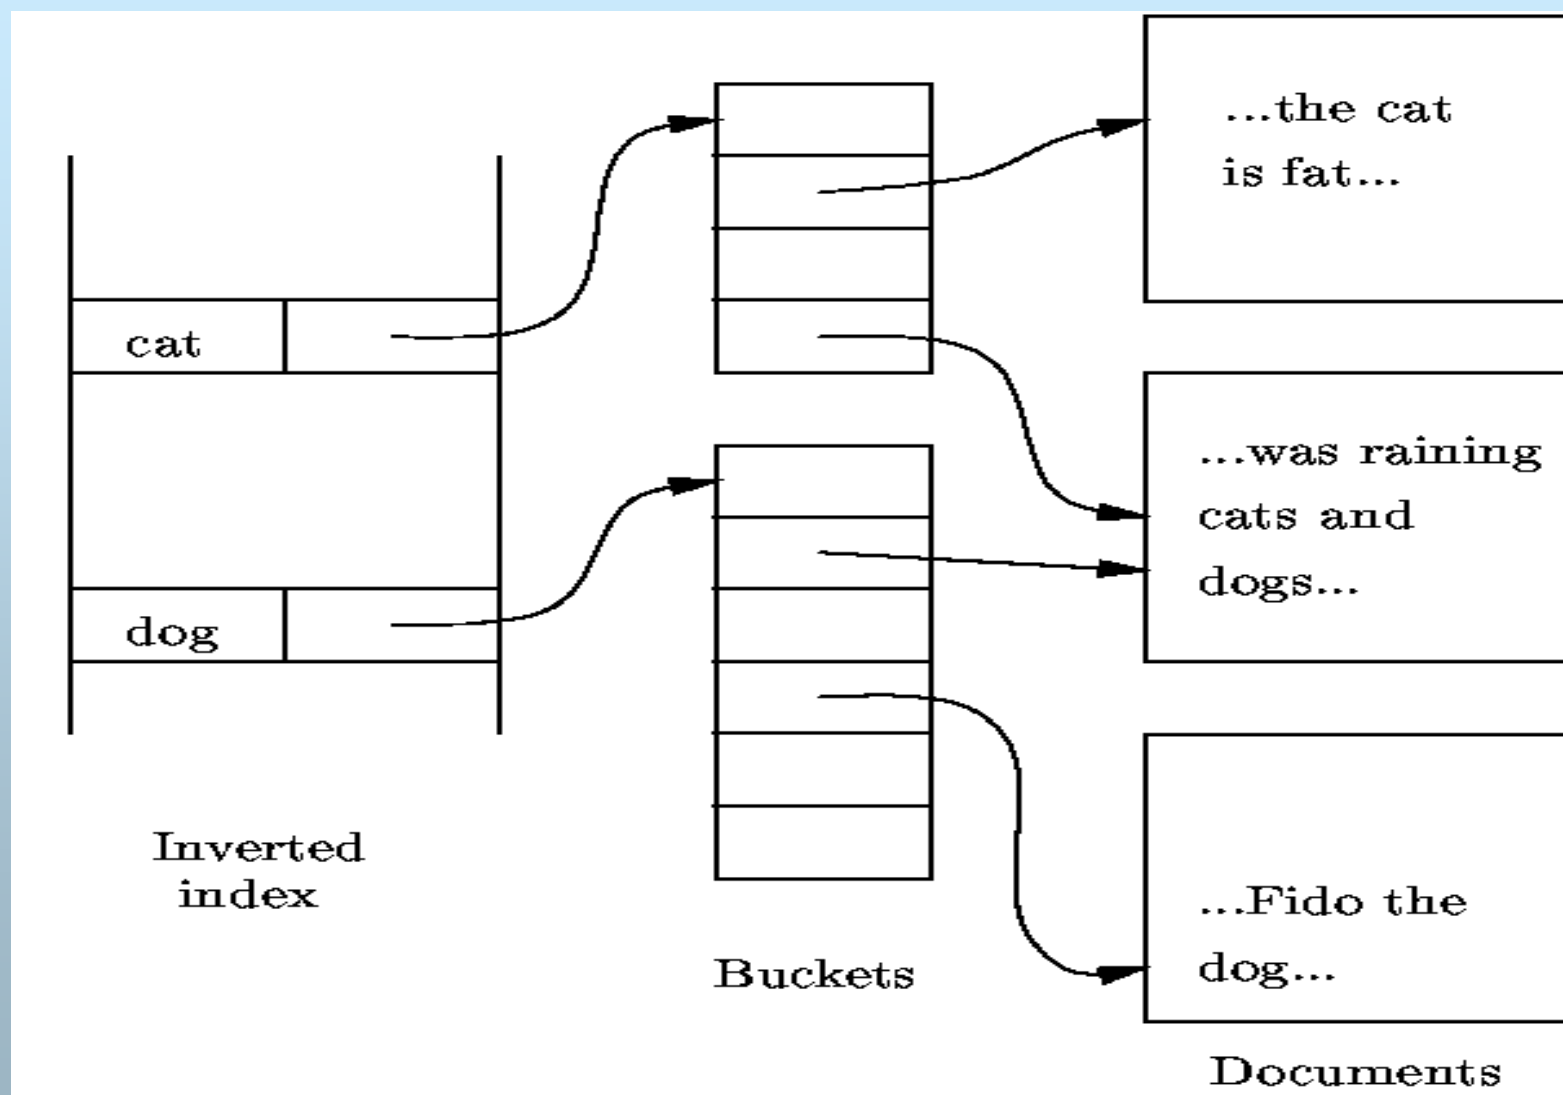 cat
dog
Inverted
index
Buckets
...the cat
is fat...
...was raining
cats and
dogs...
...Fido the
dog...
Documents